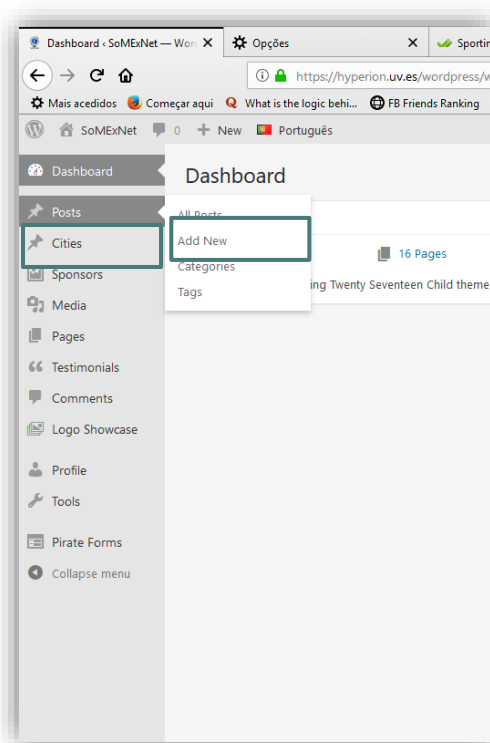 Dashboard ‹ SoMExNet — Wor
Opções
Sportin
https://hyperion.uv.es/wordpress/w
Mais acedidos
Começar aqui
What is the logic behi...
FB Friends Ranking
SoMExNet
0
New
Português
Dashboard
Dashboard
Posts
All Posts
Cities
Add New
16 Pages
Sponsors
Categories
ing Twenty Seventeen Child theme
Tags
Media
Pages
Testimonials
Comments
Logo Showcase
Profile
Tools
Pirate Forms
Collapse menu